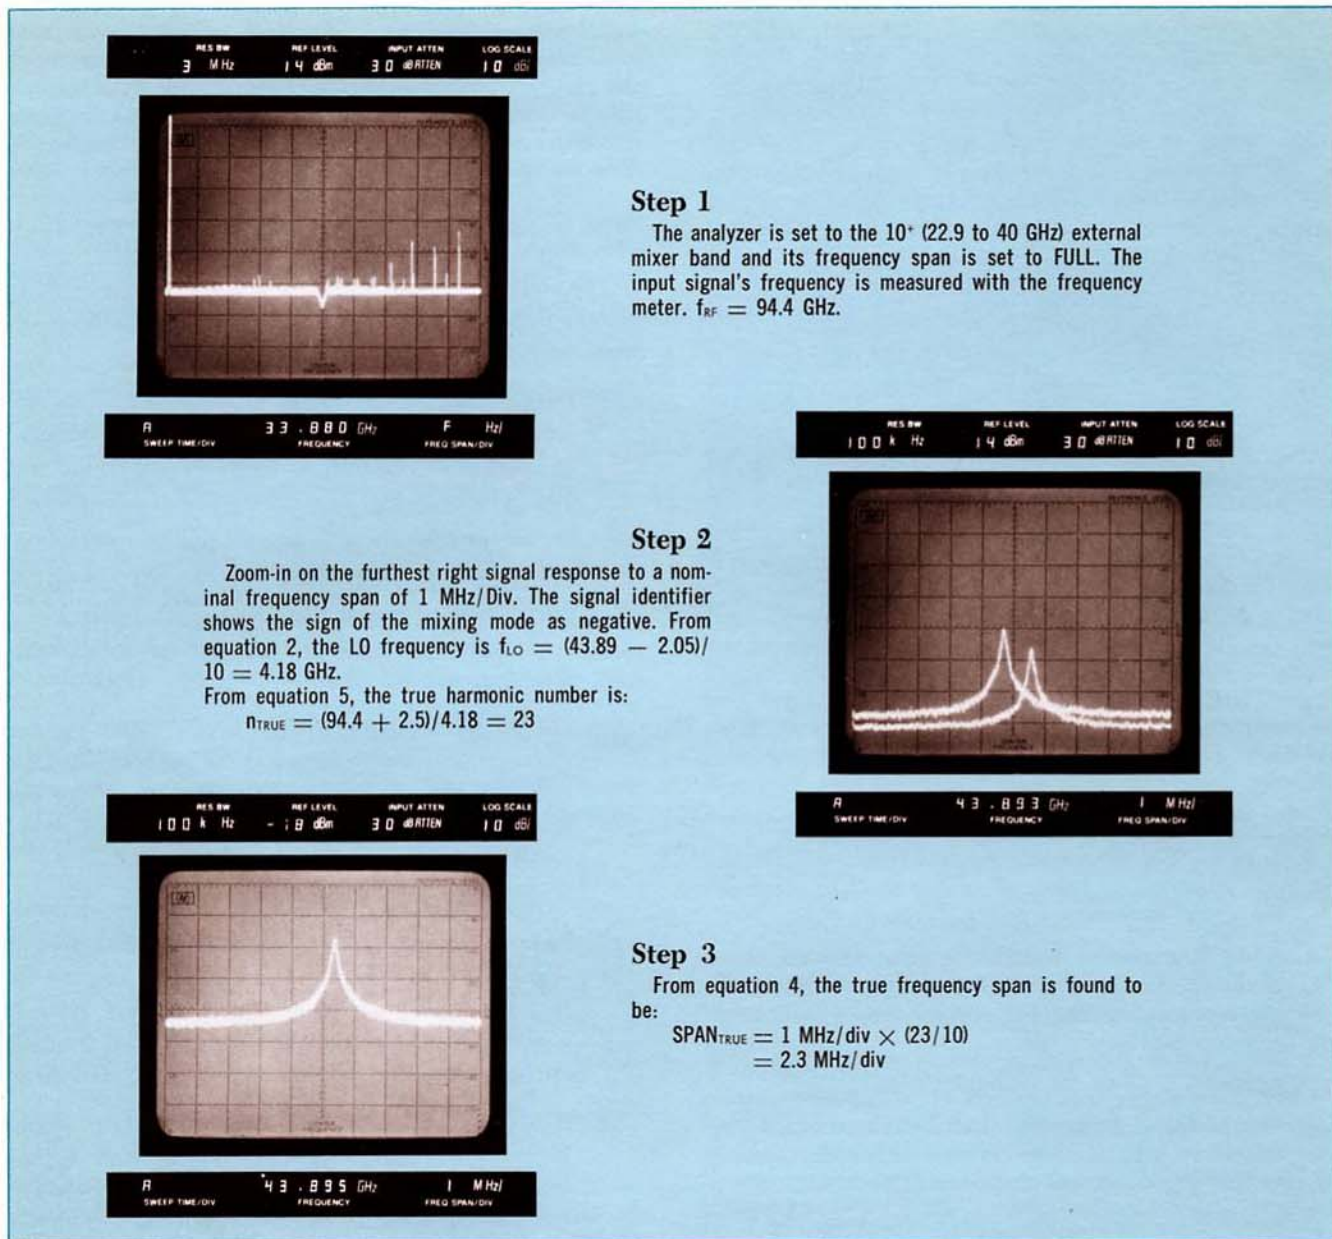 RES BW REF LEVEL INPUT ATTEN LOG SCALE
3 MHz 14 dBm 30 dB ATTEN 10 dB/
A 33.880 GHz F Hz/
SWEEP TIME/DIV FREQUENCY FREQ SPAN/DIV
Step 1
The analyzer is set to the 10⁺ (22.9 to 40 GHz) external
mixer band and its frequency span is set to FULL. The
input signal's frequency is measured with the frequency
meter. fRF = 94.4 GHz.
Step 2
Zoom-in on the furthest right signal response to a nom-
inal frequency span of 1 MHz/Div. The signal identifier
shows the sign of the mixing mode as negative. From
equation 2, the LO frequency is fLO = (43.89 − 2.05)/
10 = 4.18 GHz.
From equation 5, the true harmonic number is:
nTRUE = (94.4 + 2.5)/4.18 = 23
RES BW REF LEVEL INPUT ATTEN LOG SCALE
100 k Hz 14 dBm 30 dB ATTEN 10 dB/
A 43.893 GHz 1 MHz/
SWEEP TIME/DIV FREQUENCY FREQ SPAN/DIV
RES BW REF LEVEL INPUT ATTEN LOG SCALE
100 k Hz dBm 30 dB ATTEN 10 dB/
A 43.895 GHz 1 MHz/
SWEEP TIME/DIV FREQUENCY FREQ SPAN/DIV
Step 3
From equation 4, the true frequency span is found to
be:
SPANTRUE = 1 MHz/div × (23/10)
= 2.3 MHz/div